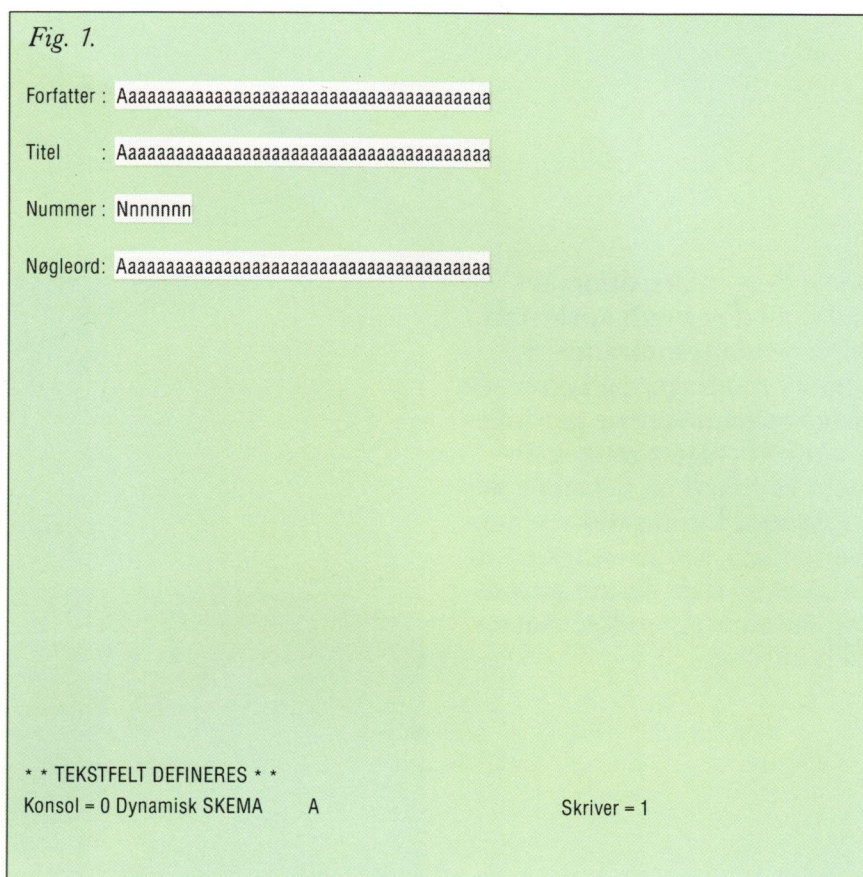 Fig. 1.
Forfatter : Aaaaaaaaaaaaaaaaaaaaaaaaaaaaaaaaaaaaaaaa
Titel : Aaaaaaaaaaaaaaaaaaaaaaaaaaaaaaaaaaaaaaaa
Nummer : Nnnnnnn
Nøgleord: Aaaaaaaaaaaaaaaaaaaaaaaaaaaaaaaaaaaaaaaa
* * TEKSTFELT DEFINERES * *
Konsol = 0 Dynamisk SKEMA A Skriver = 1